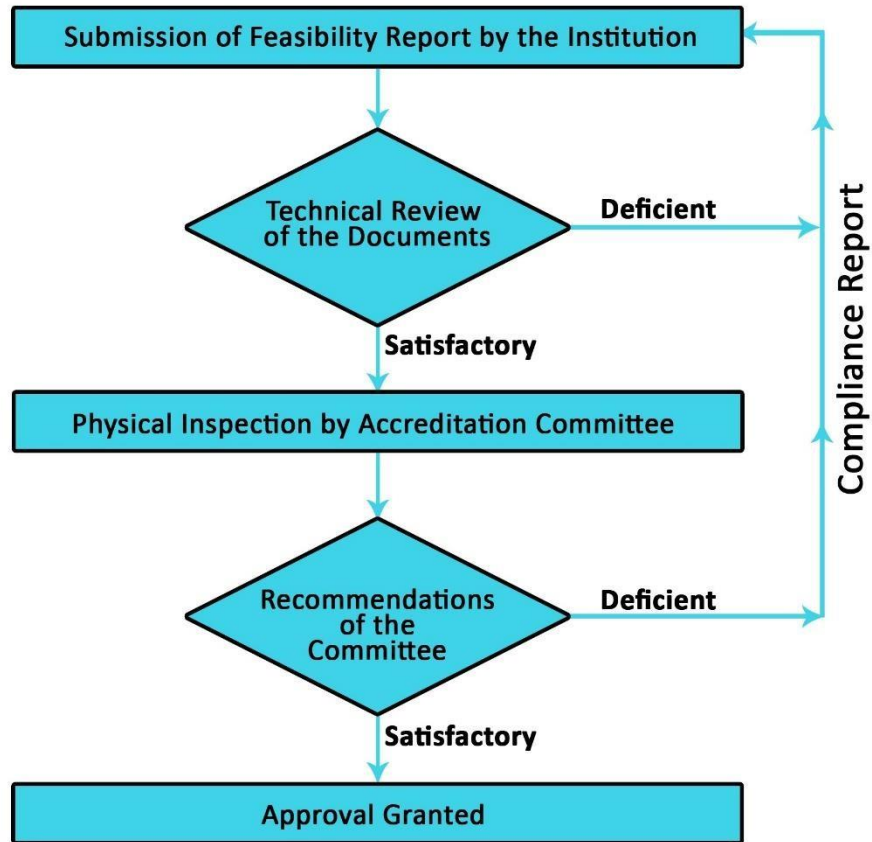 Submission of Feasibility Report by the Institution
Technical Review
of the Documents
Deficient
Satisfactory
Physical Inspection by Accreditation Committee
Recommendations
of the
Committee
Deficient
Satisfactory
Approval Granted
Compliance Report